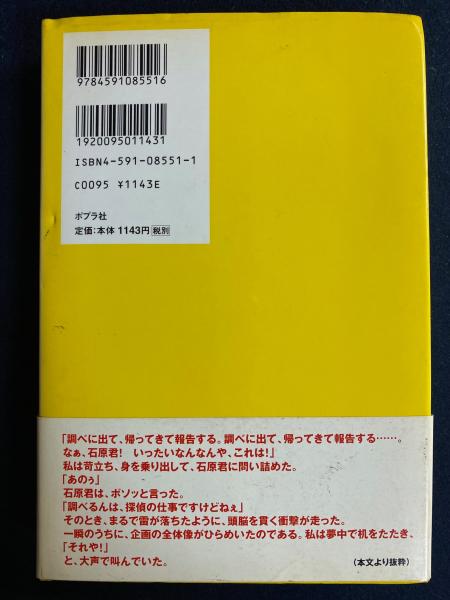 9784591085516
1920095011431
ISBN4-591-08551-1
C0095 ¥1143E
ポプラ社
定価:本体 1143円 税別
「調べに出て、帰ってきて報告する。調べに出て、帰ってきて報告する……。
なぁ、石原君! いったいなんなんや、これは!」
私は苛立ち、身を乗り出して、石原君に問い詰めた。
「あのぅ」
石原君は、ボソッと言った。
「調べるんは、探偵の仕事ですけどねぇ」
そのとき、まるで雷が落ちたように、頭脳を貫く衝撃が走った。
一瞬のうちに、企画の全体像がひらめいたのである。私は夢中で机をたたき、
「それや!」
と、大声で叫んでいた。
(本文より抜粋)